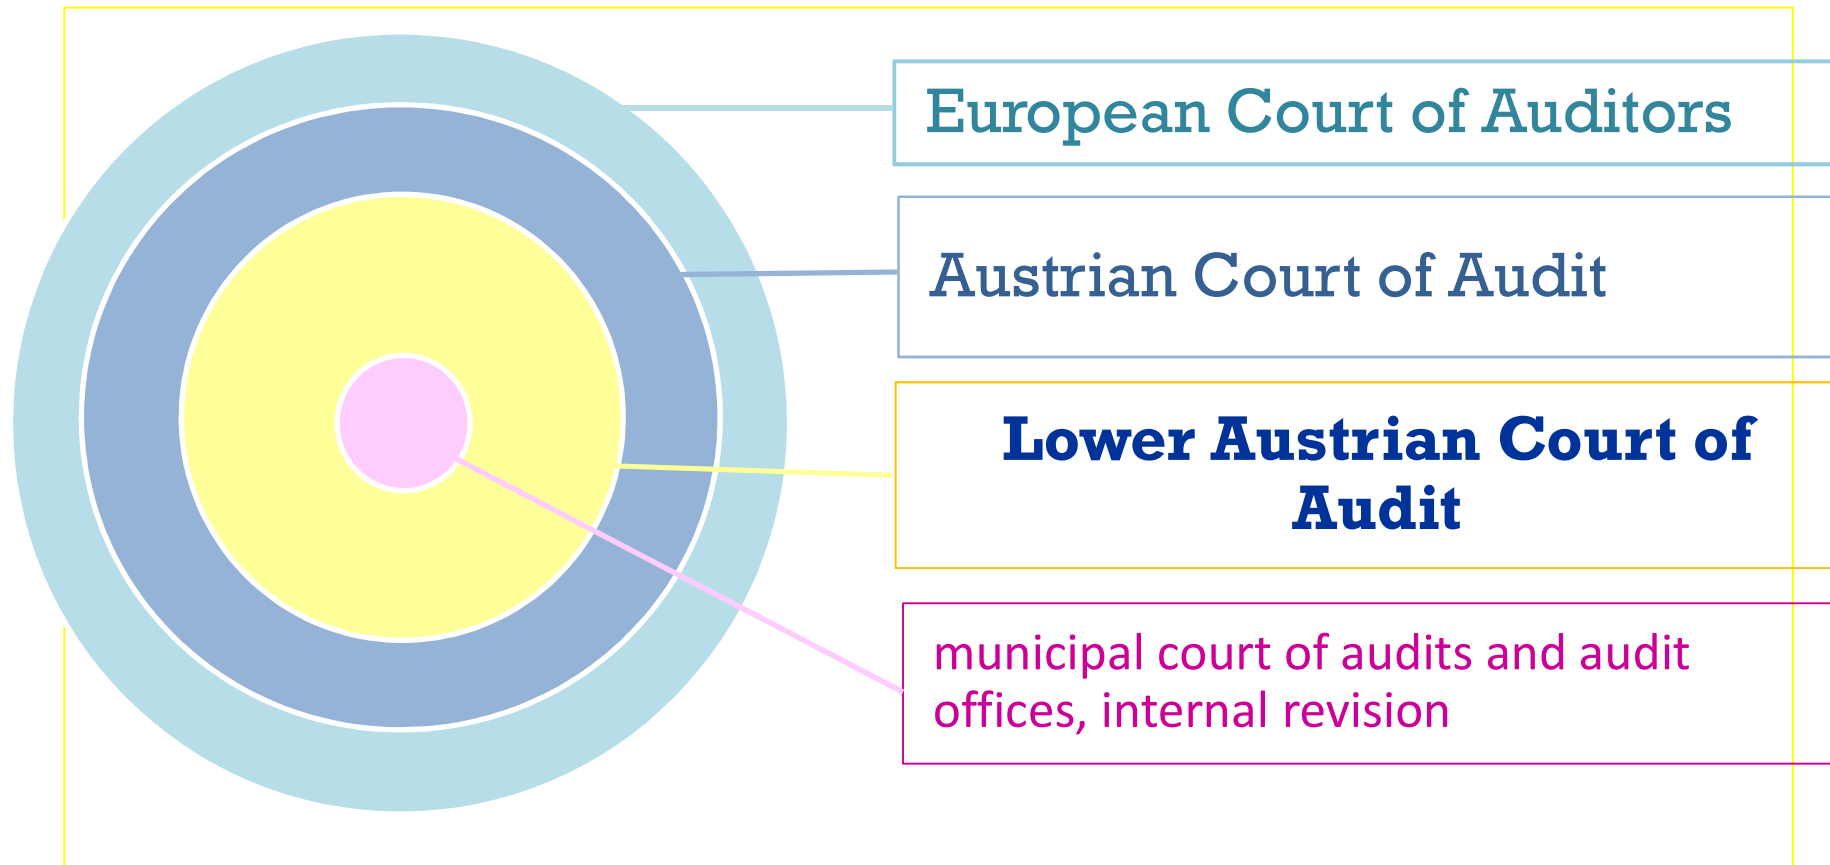 European Court of Auditors
Austrian Court of Audit
Lower Austrian Court of
Audit
municipal court of audits and audit
offices, internal revision